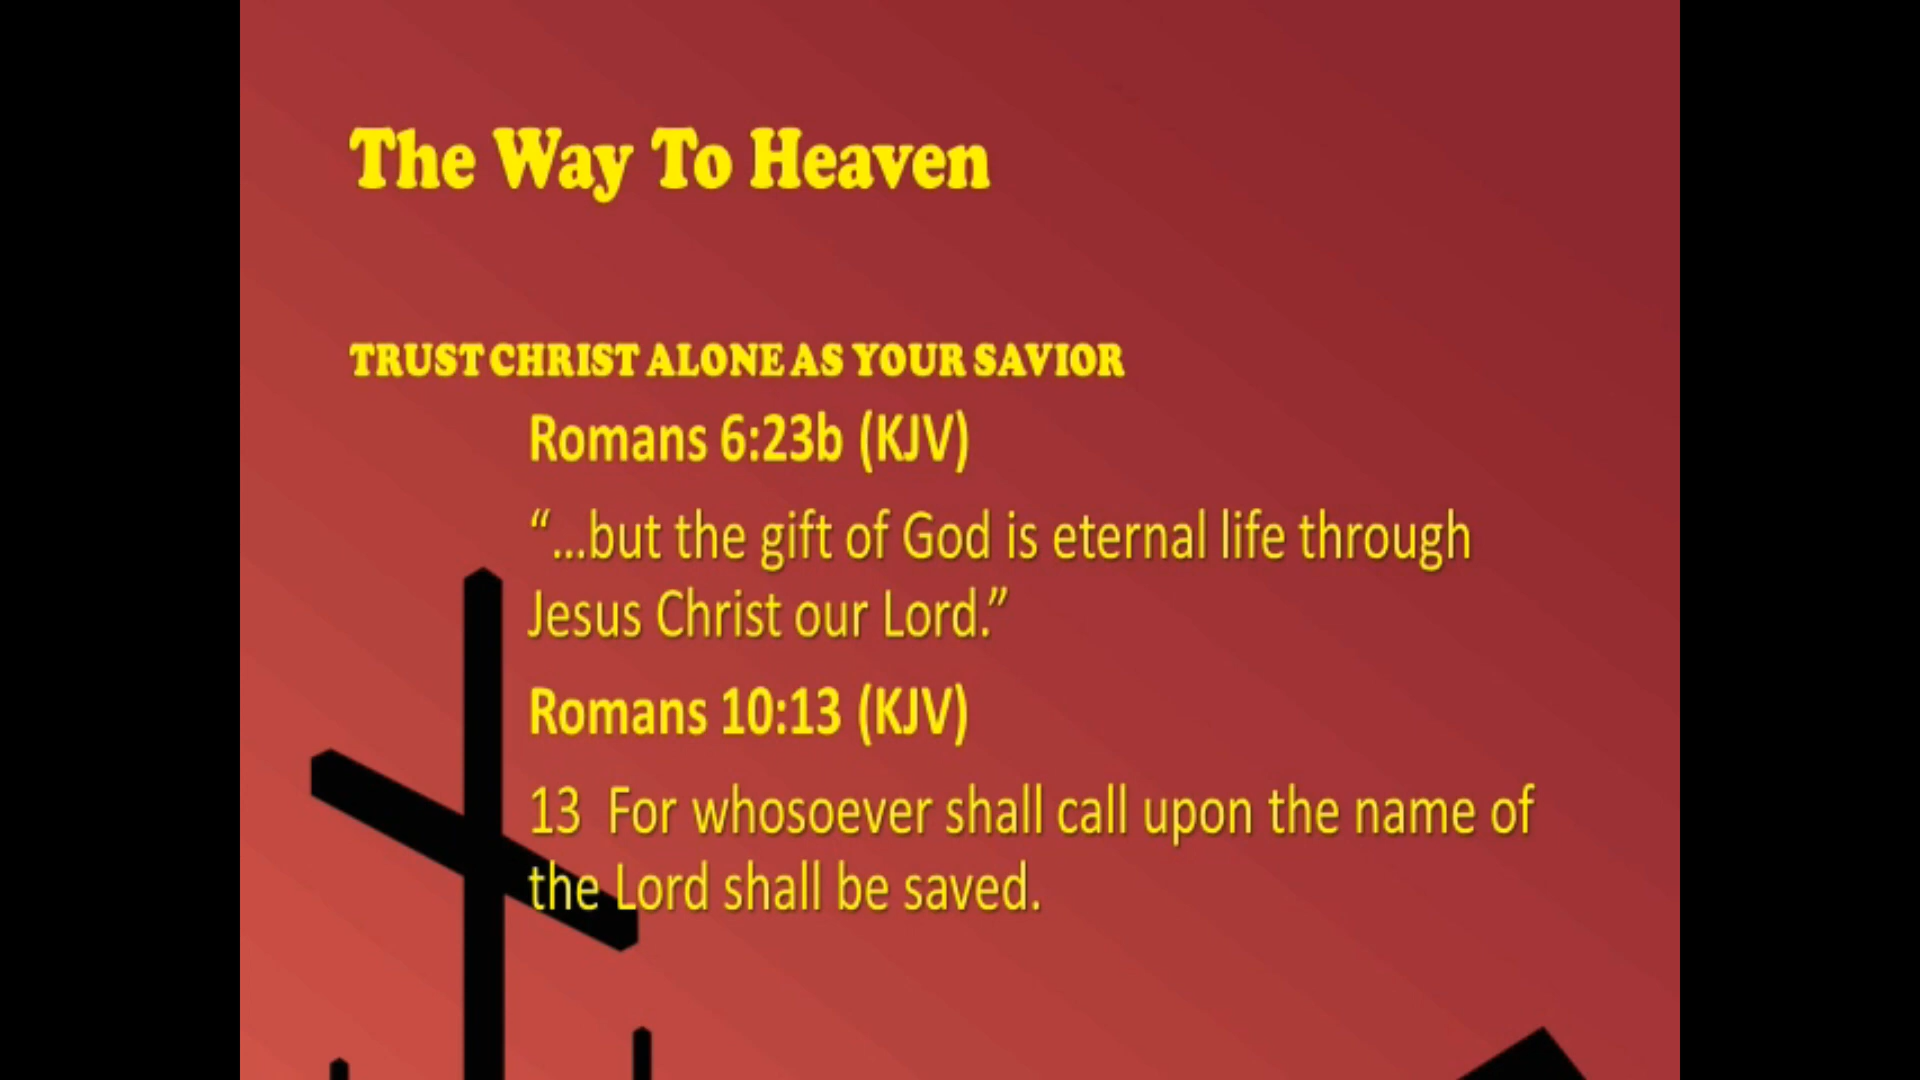 The Way To Heaven
TRUST CHRIST ALONE AS YOUR SAVIOR
Romans 6:23b (KJV)
“...but the gift of God is eternal life through
Jesus Christ our Lord.”
Romans 10:13 (KJV)
13 For whosoever shall call upon the name of
the Lord shall be saved.